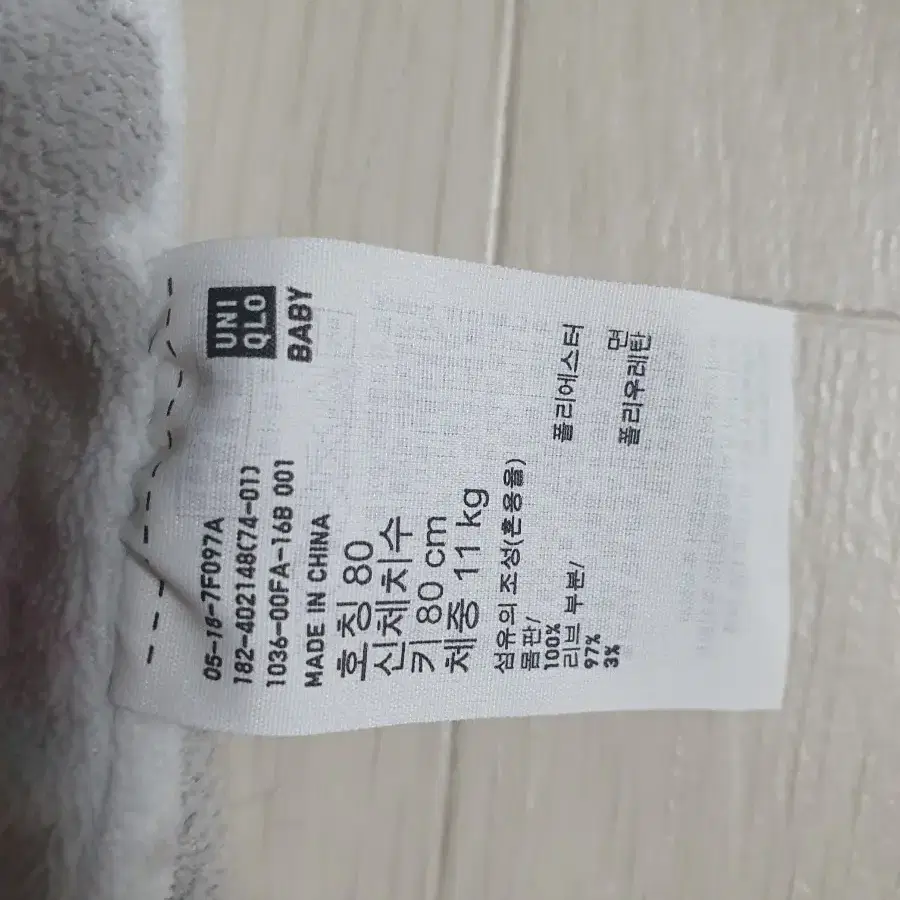 UNI
QLO
BABY
05-18-7F097A
182-402148(74-01)
1036-00FA-16B 001
MADE IN CHINA
호칭 80
신체치수
키 80 cm
체중 11 kg
섬유의 조성(혼용율)
몸판/
100% 폴리에스터
리브 부분/
97% 면
3% 폴리우레탄